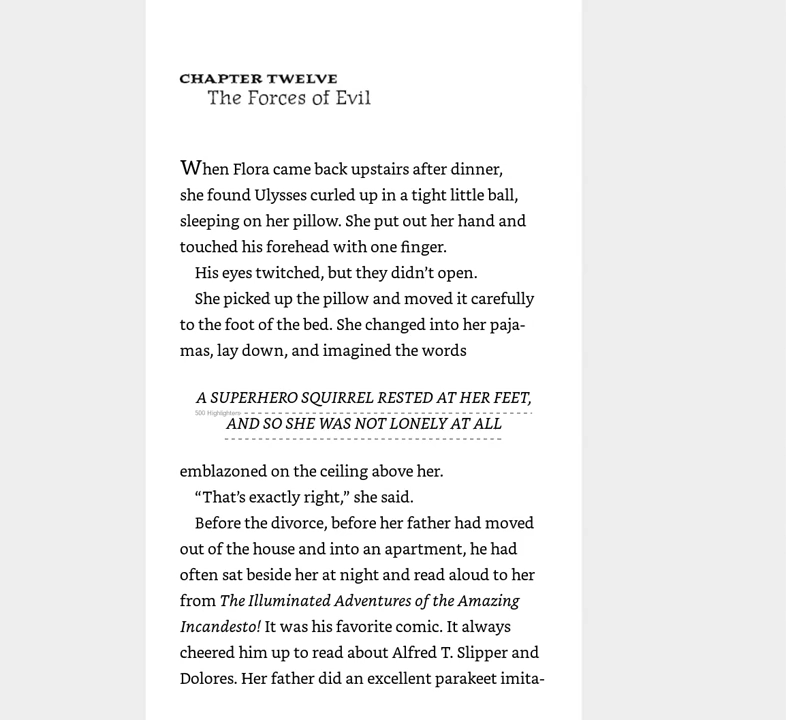 CHAPTER TWELVE
The Forces of Evil
When Flora came back upstairs after dinner,
she found Ulysses curled up in a tight little ball,
sleeping on her pillow. She put out her hand and
touched his forehead with one finger.
His eyes twitched, but they didn’t open.
She picked up the pillow and moved it carefully
to the foot of the bed. She changed into her paja-
mas, lay down, and imagined the words
A SUPERHERO SQUIRREL RESTED AT HER FEET,
500 Highlighters
AND SO SHE WAS NOT LONELY AT ALL
emblazoned on the ceiling above her.
“That’s exactly right,” she said.
Before the divorce, before her father had moved
out of the house and into an apartment, he had
often sat beside her at night and read aloud to her
from The Illuminated Adventures of the Amazing
Incandesto! It was his favorite comic. It always
cheered him up to read about Alfred T. Slipper and
Dolores. Her father did an excellent parakeet imita-